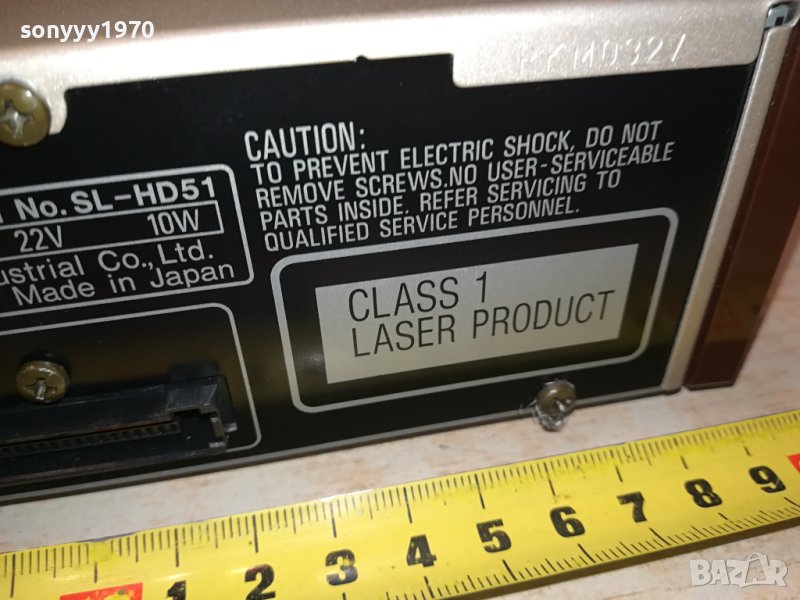 sonyyy1970
RKM0327
CAUTION:
TO PREVENT ELECTRIC SHOCK, DO NOT
REMOVE SCREWS.NO USER-SERVICEABLE
PARTS INSIDE. REFER SERVICING TO
QUALIFIED SERVICE PERSONNEL.
No. SL-HD51
22V 10W
Co., Ltd.
Made in Japan
CLASS 1
LASER PRODUCT
1 2 3 4 5 6 7 8 9
BAZAR